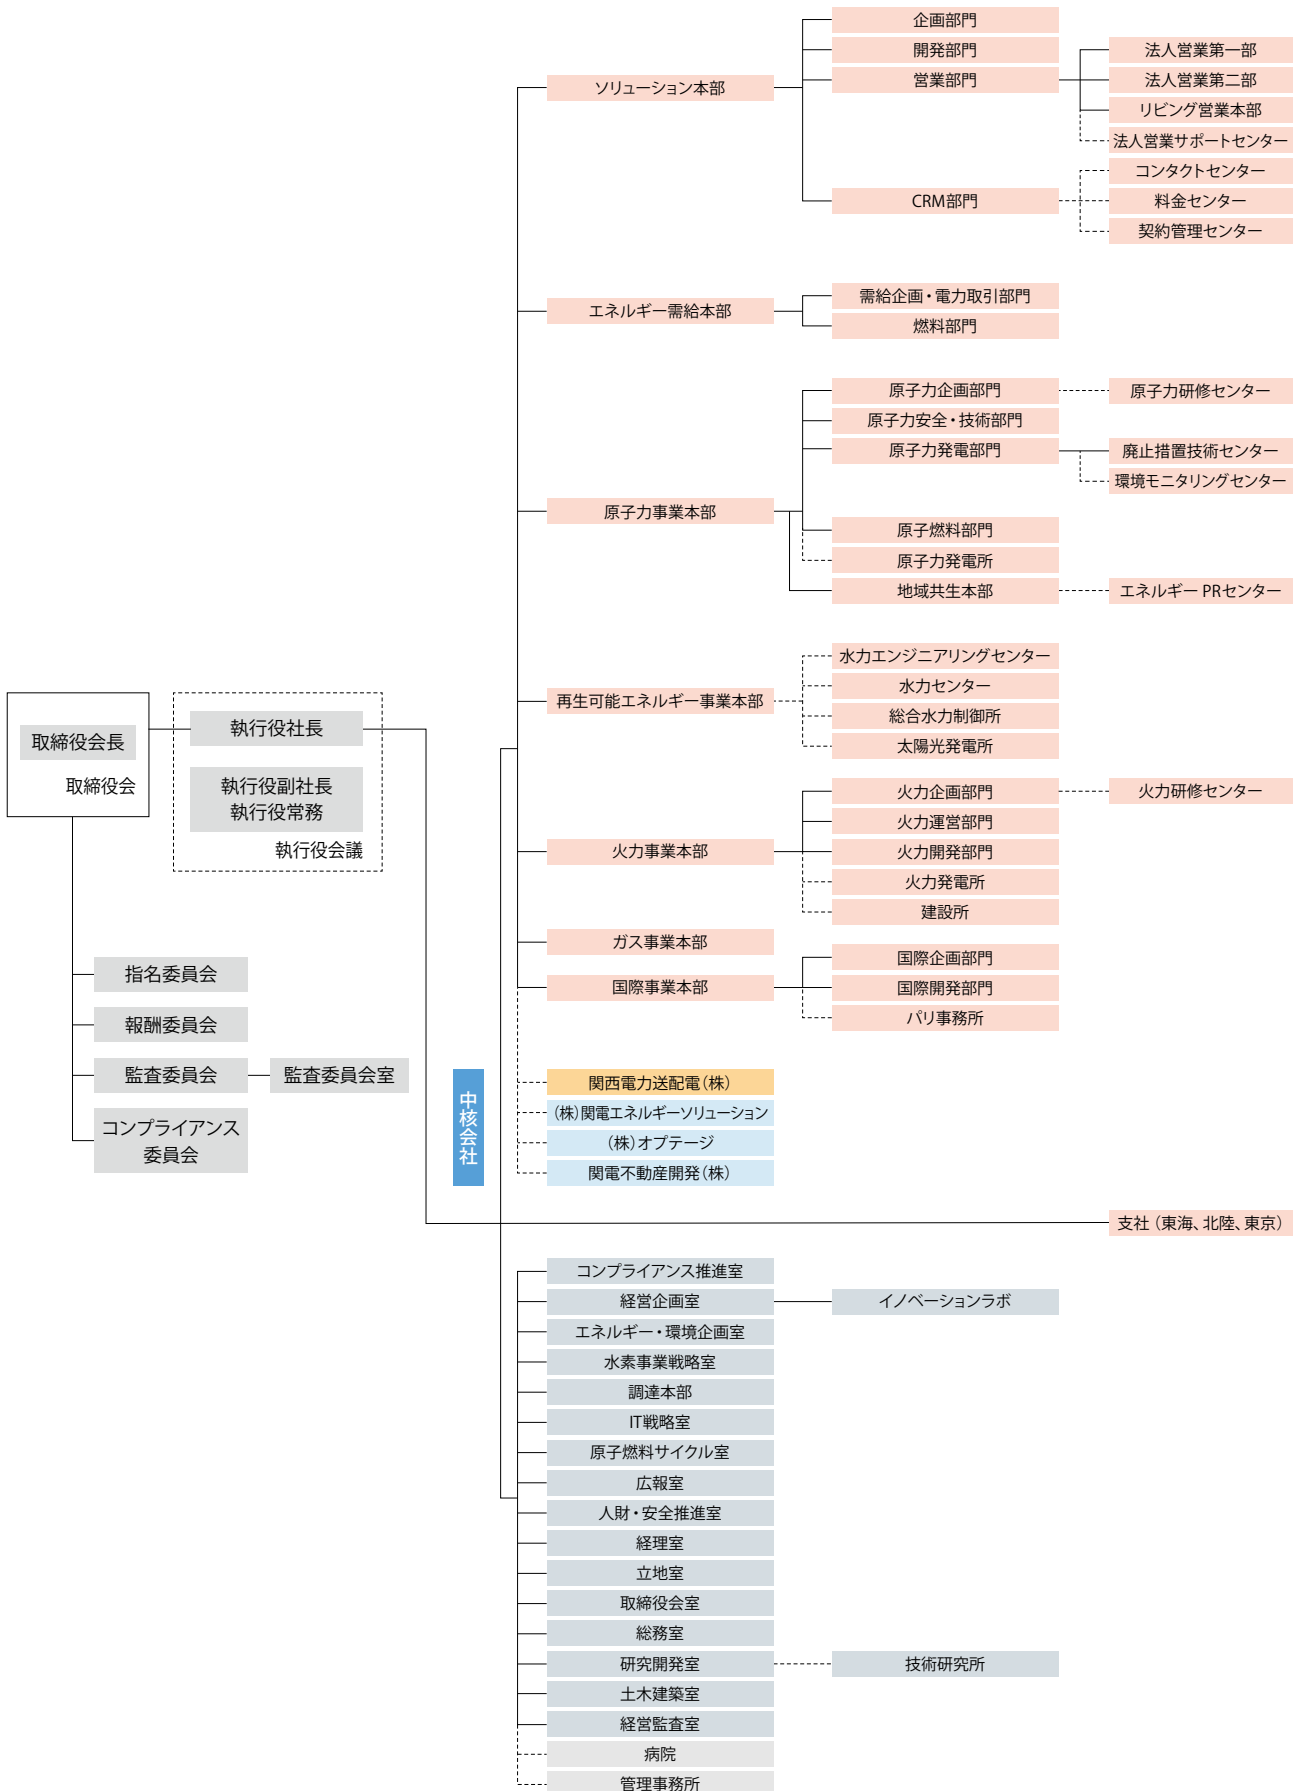 取締役会長
取締役会
執行役社長
執行役副社長
執行役常務
執行役会議
指名委員会
報酬委員会
監査委員会
監査委員会室
コンプライアンス
委員会
ソリューション本部
企画部門
開発部門
営業部門
法人営業第一部
法人営業第二部
リビング営業本部
法人営業サポートセンター
CRM部門
コンタクトセンター
料金センター
契約管理センター
エネルギー需給本部
需給企画・電力取引部門
燃料部門
原子力事業本部
原子力企画部門
原子力研修センター
原子力安全・技術部門
原子力発電部門
廃止措置技術センター
環境モニタリングセンター
原子燃料部門
原子力発電所
地域共生本部
エネルギーPRセンター
再生可能エネルギー事業本部
水力エンジニアリングセンター
水力センター
総合水力制御所
太陽光発電所
火力事業本部
火力企画部門
火力研修センター
火力運営部門
火力開発部門
火力発電所
建設所
ガス事業本部
国際事業本部
国際企画部門
国際開発部門
パリ事務所
中核会社
関西電力送配電(株)
(株)関電エネルギーソリューション
(株)オプテージ
関電不動産開発(株)
支社(東海、北陸、東京)
コンプライアンス推進室
経営企画室
イノベーションラボ
エネルギー・環境企画室
水素事業戦略室
調達本部
IT戦略室
原子燃料サイクル室
広報室
人財・安全推進室
経理室
立地室
取締役会室
総務室
研究開発室
技術研究所
土木建築室
経営監査室
病院
管理事務所